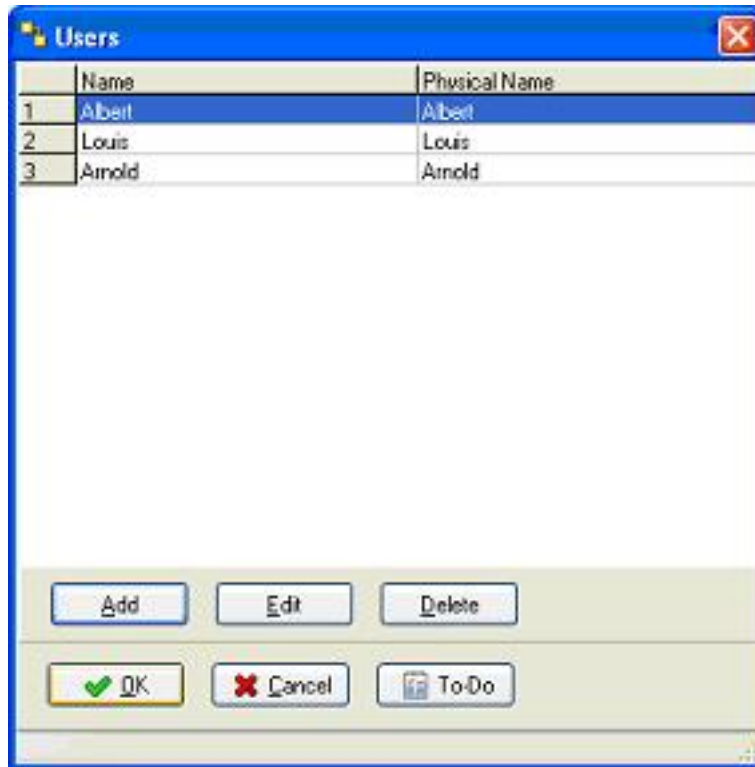 Users
Name Physical Name
1 Albert Albert
2 Louis Louis
3 Arnold Arnold
Add Edit Delete
OK Cancel To-Do